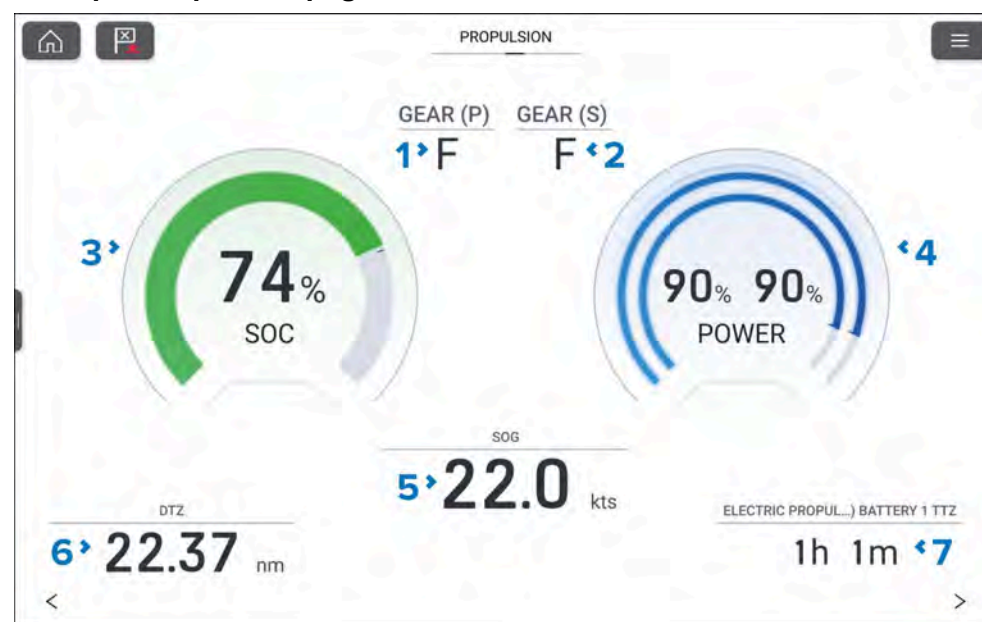 PROPULSION
GEAR (P) GEAR (S)
1 F F 2
3
4
74%
SOC
90% 90%
POWER
SOG
5 22.0 kts
DTZ
6 22.37 nm
ELECTRIC PROPUL...) BATTERY 1 TTZ
1h 1m 7